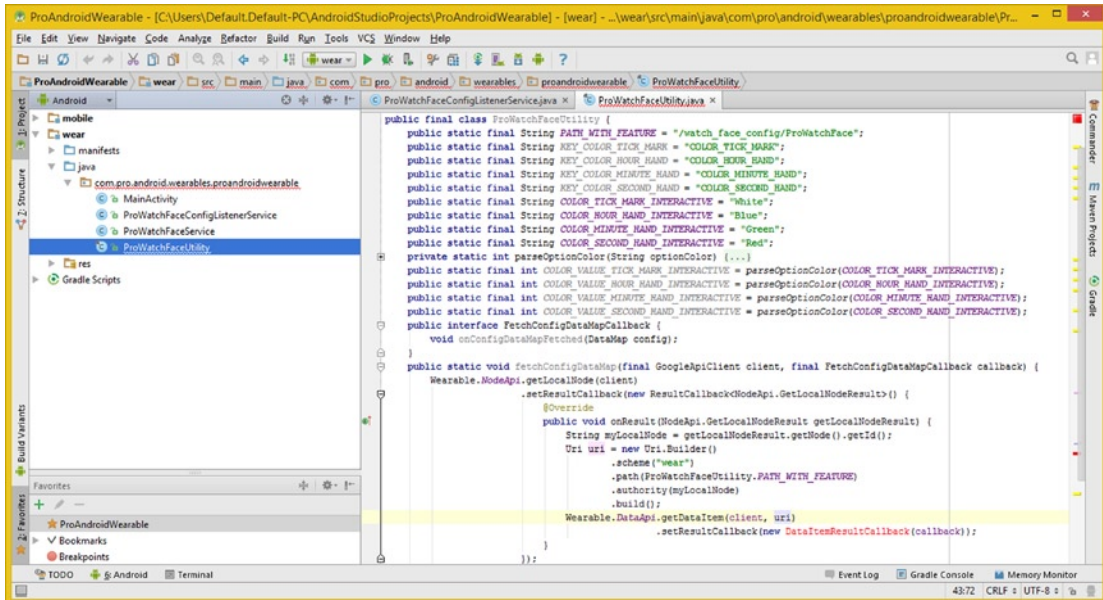 ProAndroidWearable - [C:\Users\Default.Default-PC\AndroidStudioProjects\ProAndroidWearable] - [wear] - ...\wear\src\main\java\com\pro\android\wearables\proandroidwearable\Pr...
File Edit View Navigate Code Analyze Refactor Build Run Tools VCS Window Help
wear
ProAndroidWearable wear src main java com pro android wearables proandroidwearable ProWatchFaceUtility
1: Project
7: Structure
Build Variants
2: Favorites
Android
mobile
wear
manifests
java
com.pro.android.wearables.proandroidwearable
MainActivity
ProWatchFaceConfigListenerService
ProWatchFaceService
ProWatchFaceUtility
res
Gradle Scripts
Favorites
ProAndroidWearable
Bookmarks
Breakpoints
ProWatchFaceConfigListenerService.java × ProWatchFaceUtility.java ×
public final class ProWatchFaceUtility {
public static final String PATH_WITH_FEATURE = "/watch_face_config/ProWatchFace";
public static final String KEY_COLOR_TICK_MARK = "COLOR_TICK_MARK";
public static final String KEY_COLOR_HOUR_HAND = "COLOR_HOUR_HAND";
public static final String KEY_COLOR_MINUTE_HAND = "COLOR_MINUTE_HAND";
public static final String KEY_COLOR_SECOND_HAND = "COLOR_SECOND_HAND";
public static final String COLOR_TICK_MARK_INTERACTIVE = "White";
public static final String COLOR_HOUR_HAND_INTERACTIVE = "Blue";
public static final String COLOR_MINUTE_HAND_INTERACTIVE = "Green";
public static final String COLOR_SECOND_HAND_INTERACTIVE = "Red";
private static int parseOptionColor(String optionColor) {...}
public static final int COLOR_VALUE_TICK_MARK_INTERACTIVE = parseOptionColor(COLOR_TICK_MARK_INTERACTIVE);
public static final int COLOR_VALUE_HOUR_HAND_INTERACTIVE = parseOptionColor(COLOR_HOUR_HAND_INTERACTIVE);
public static final int COLOR_VALUE_MINUTE_HAND_INTERACTIVE = parseOptionColor(COLOR_MINUTE_HAND_INTERACTIVE);
public static final int COLOR_VALUE_SECOND_HAND_INTERACTIVE = parseOptionColor(COLOR_SECOND_HAND_INTERACTIVE);
public interface FetchConfigDataMapCallback {
void onConfigDataMapFetched(DataMap config);
}
public static void fetchConfigDataMap(final GoogleApiClient client, final FetchConfigDataMapCallback callback) {
Wearable.NodeApi.getLocalNode(client)
.setResultCallback(new ResultCallback<NodeApi.GetLocalNodeResult>() {
@Override
public void onResult(NodeApi.GetLocalNodeResult getLocalNodeResult) {
String myLocalNode = getLocalNodeResult.getNode().getId();
Uri uri = new Uri.Builder()
.scheme("wear")
.path(ProWatchFaceUtility.PATH_WITH_FEATURE)
.authority(myLocalNode)
.build();
Wearable.DataApi.getDataItem(client, uri)
.setResultCallback(new DataItemResultCallback(callback));
}
});
Commander
Maven Projects
Gradle
TODO 6: Android Terminal Event Log Gradle Console Memory Monitor
43:72 CRLF UTF-8